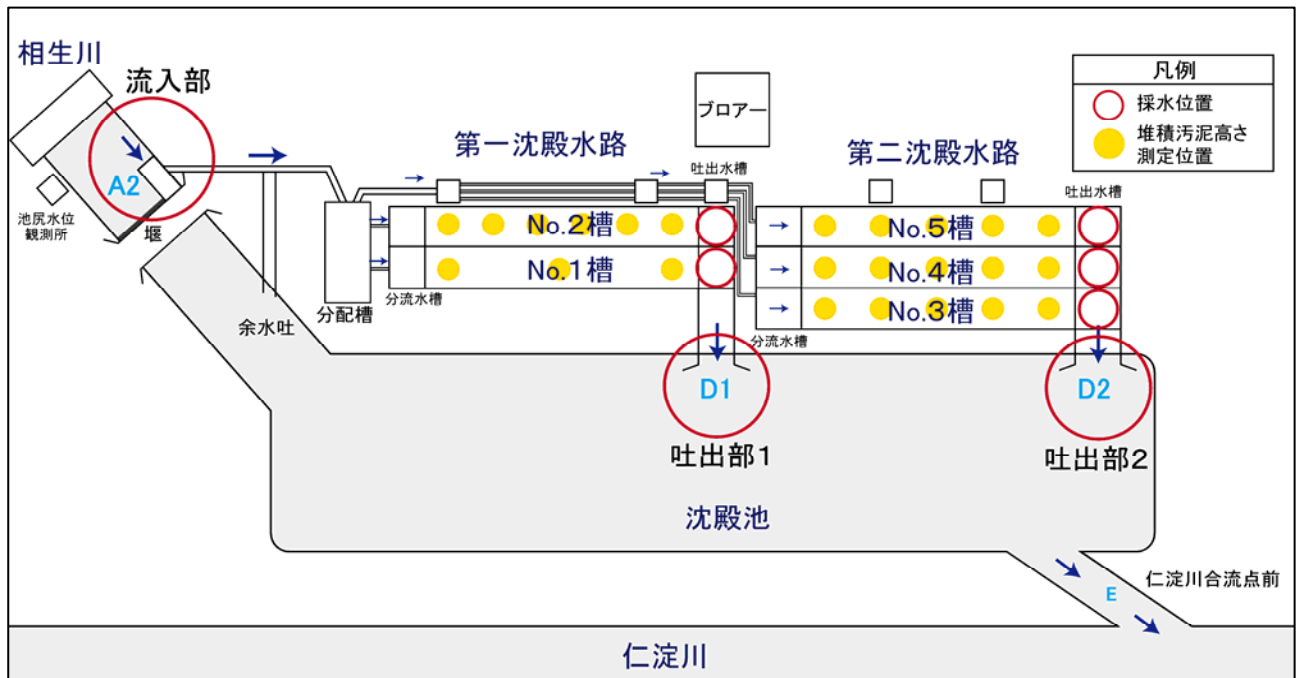 相生川
流入部
A2
池尻水位
観測所
堰
余水吐
分配槽
分流水槽
第一沈殿水路
ブロアー
吐出水槽
No.2槽
No.1槽
第二沈殿水路
吐出水槽
No.5槽
No.4槽
No.3槽
分流水槽
凡例
採水位置
堆積汚泥高さ
測定位置
D1
吐出部1
D2
吐出部2
沈殿池
E
仁淀川合流点前
仁淀川